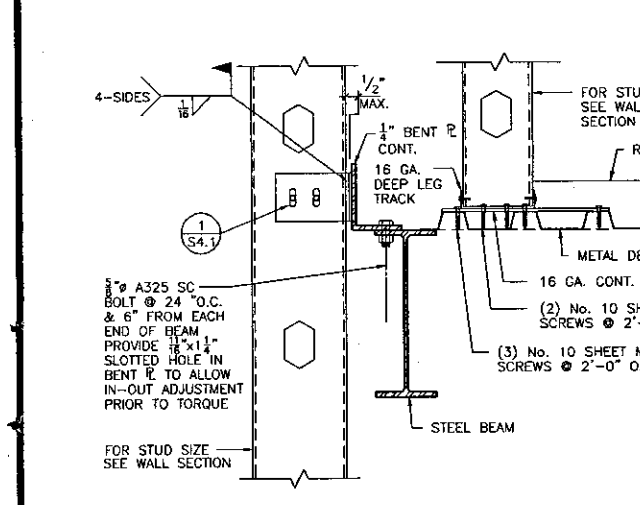 4-SIDES
1/16
1/2"
MAX.
1/4" BENT PL
CONT.
16 GA.
DEEP LEG
TRACK
1
S4.1
5/8"ø A325 SC
BOLT @ 24 "O.C.
& 6" FROM EACH
END OF BEAM
PROVIDE 11/16"x1 1/4"
SLOTTED HOLE IN
BENT PL TO ALLOW
IN-OUT ADJUSTMENT
PRIOR TO TORQUE
FOR STUD SIZE
SEE WALL SECTION
STEEL BEAM
FOR STU
SEE WAL
SECTION
R
METAL DE
16 GA. CONT.
(2) No. 10 SH
SCREWS @ 2'-
(3) No. 10 SHEET M
SCREWS @ 2'-0" O.